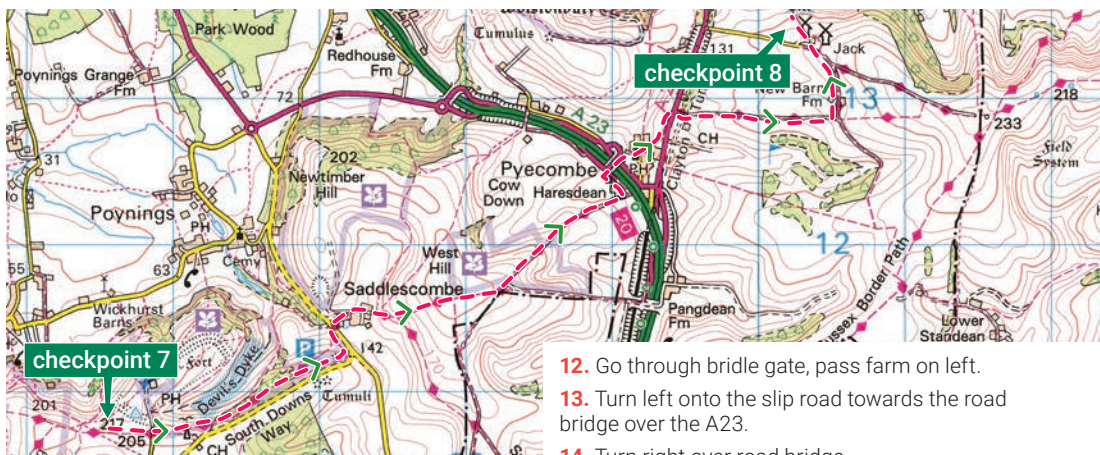 Park Wood
Poynings Grange
Fm
Redhouse
Fm
Tumulus
131
Jack
checkpoint 8
New Barn
Fm
13
218
72
A 23
233
Field
System
CH
31
202
Newtimber
Hill
Pyecombe
PH
Cow
Down
Haresdean
Poynings
PH
20
12
West
Hill
55
63
Cemy
Saddlescombe
Wickhurst
Barns
Pangdean
Fm
Lower
Standean
checkpoint 7
Fort
Devil's Dyke
142
Tumuli
201
217
PH
205
South Downs
Way
CH
12. Go through bridle gate, pass farm on left.
13. Turn left onto the slip road towards the road
bridge over the A23.